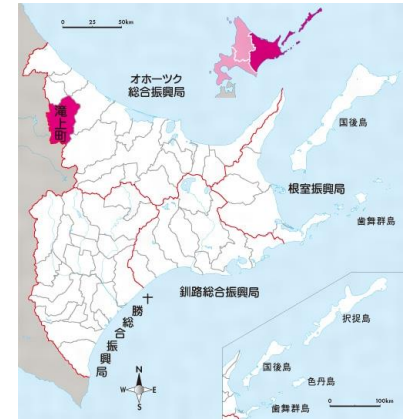 0 25 50km
オホーツク
総合振興局
滝上町
国後島
根室振興局
歯舞群島
釧路総合振興局
十勝総合振興局
N
W E
S
択捉島
国後島
色丹島
歯舞群島
0 100km